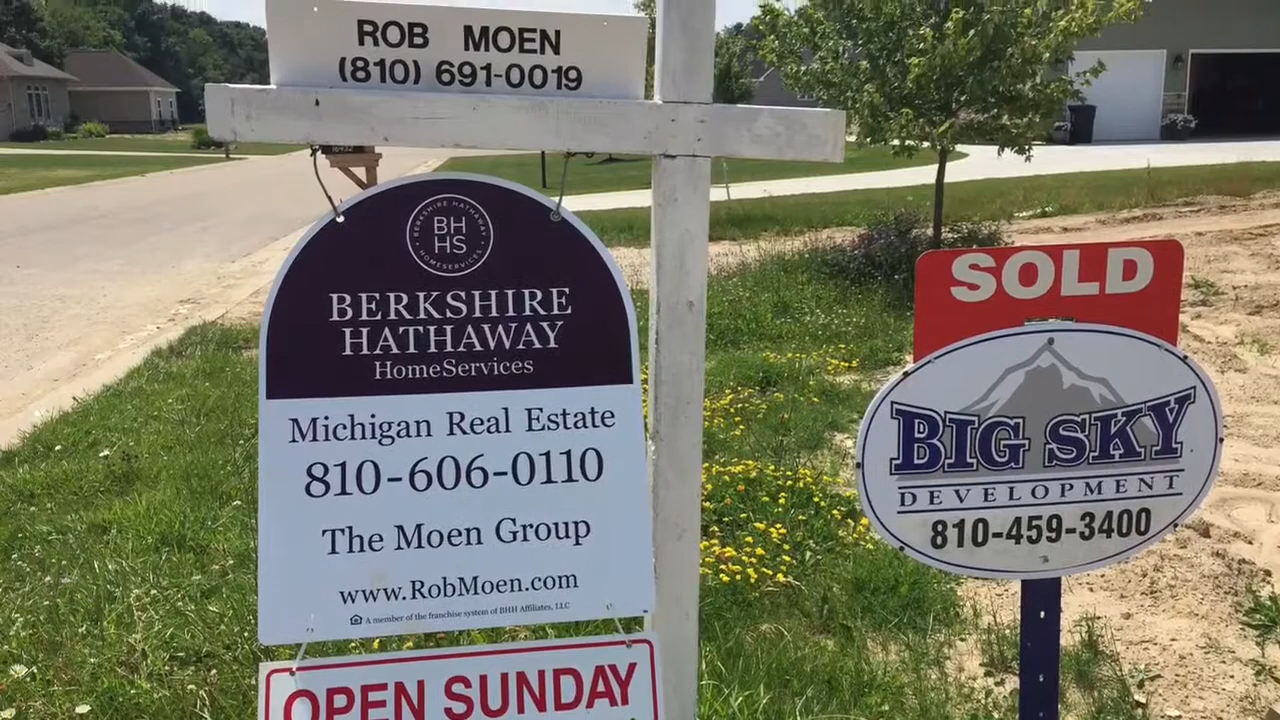 ROB MOEN
(810) 691-0019
BERKSHIRE HATHAWAY
BH
HS
HOMESERVICES
BERKSHIRE
HATHAWAY
HomeServices
Michigan Real Estate
810-606-0110
The Moen Group
www.RobMoen.com
A member of the franchise system of BHH Affiliates, LLC
OPEN SUNDAY
SOLD
BIG SKY
DEVELOPMENT
810-459-3400